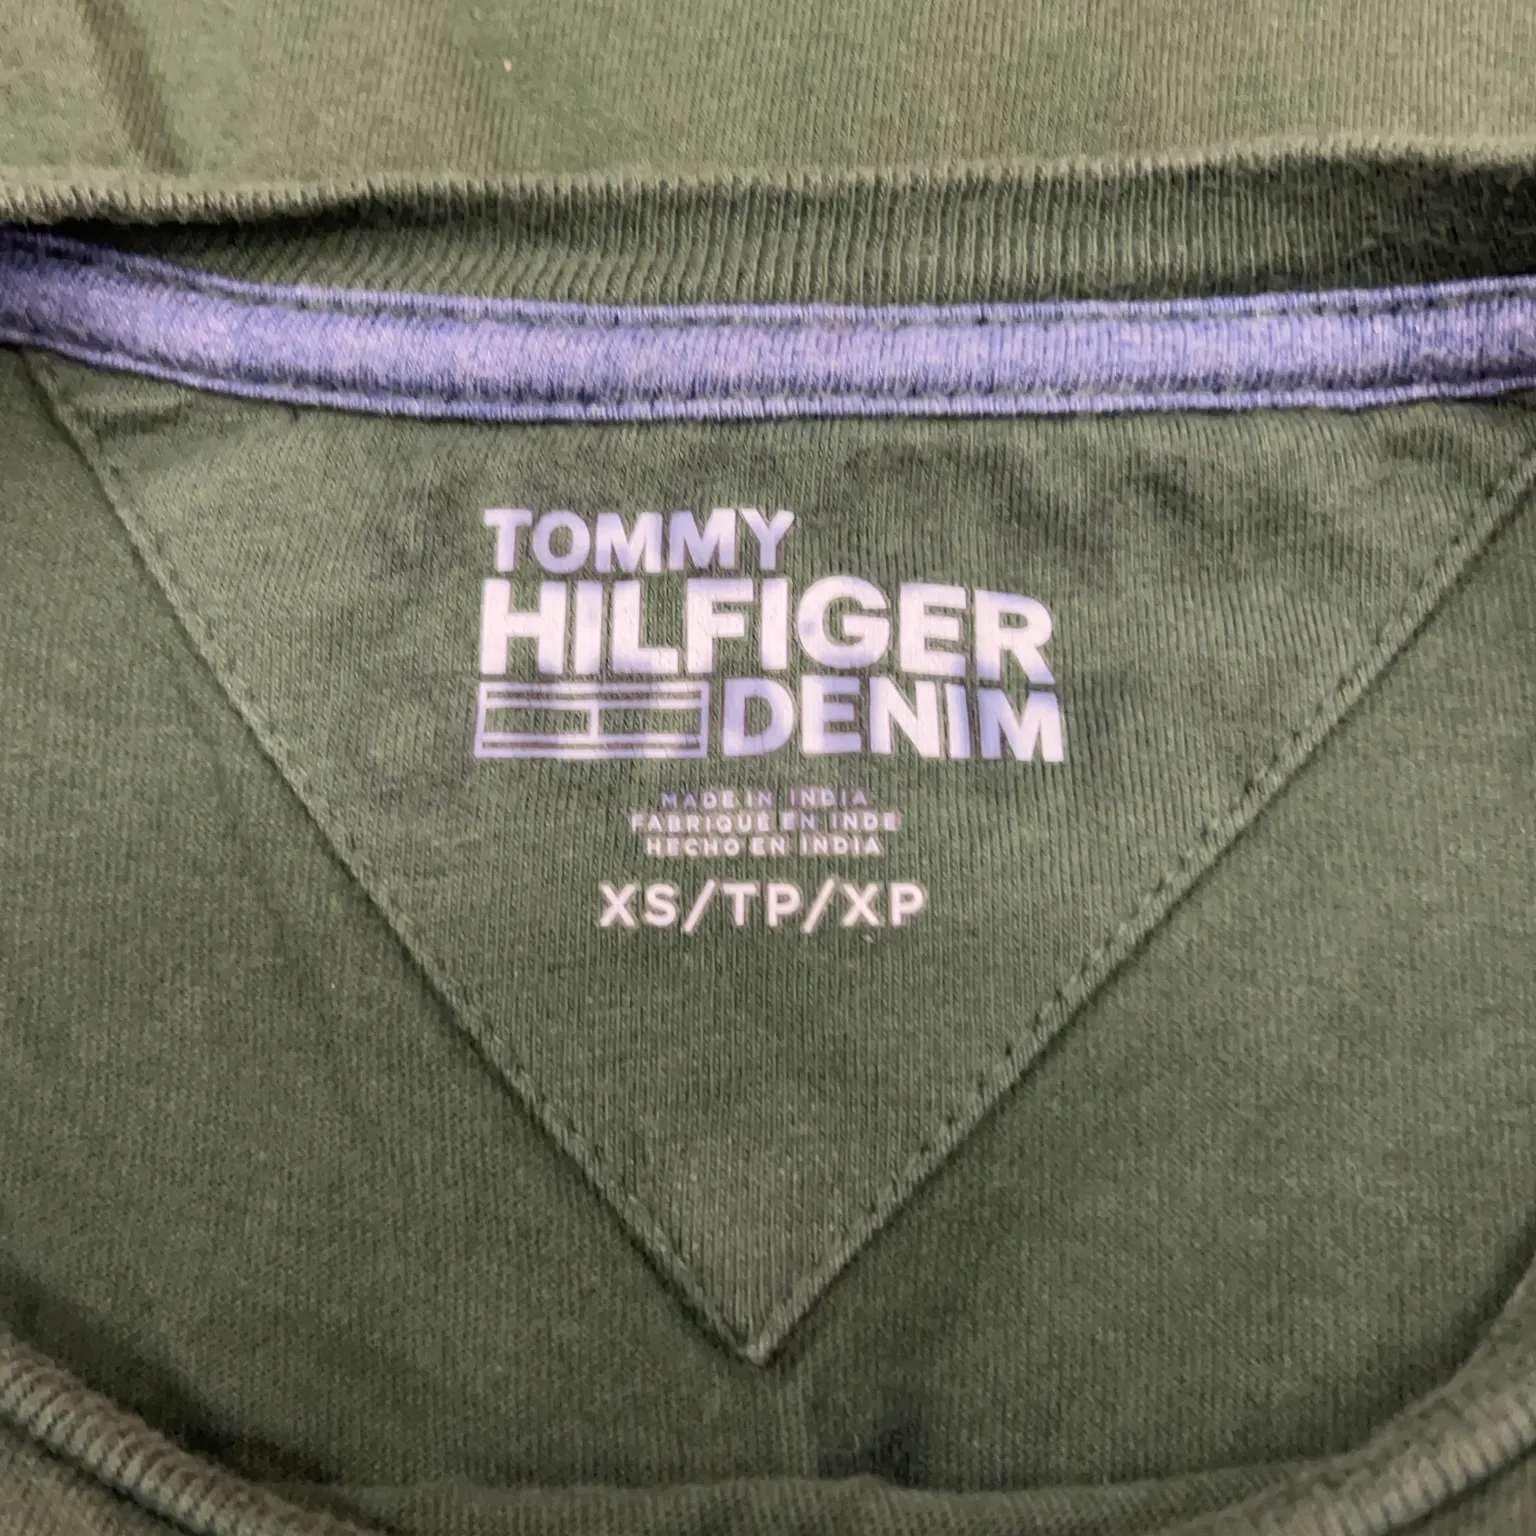 TOMMY
HILFIGER
DENIM
MADE IN INDIA
FABRIQUÉ EN INDE
HECHO EN INDIA
XS/TP/XP